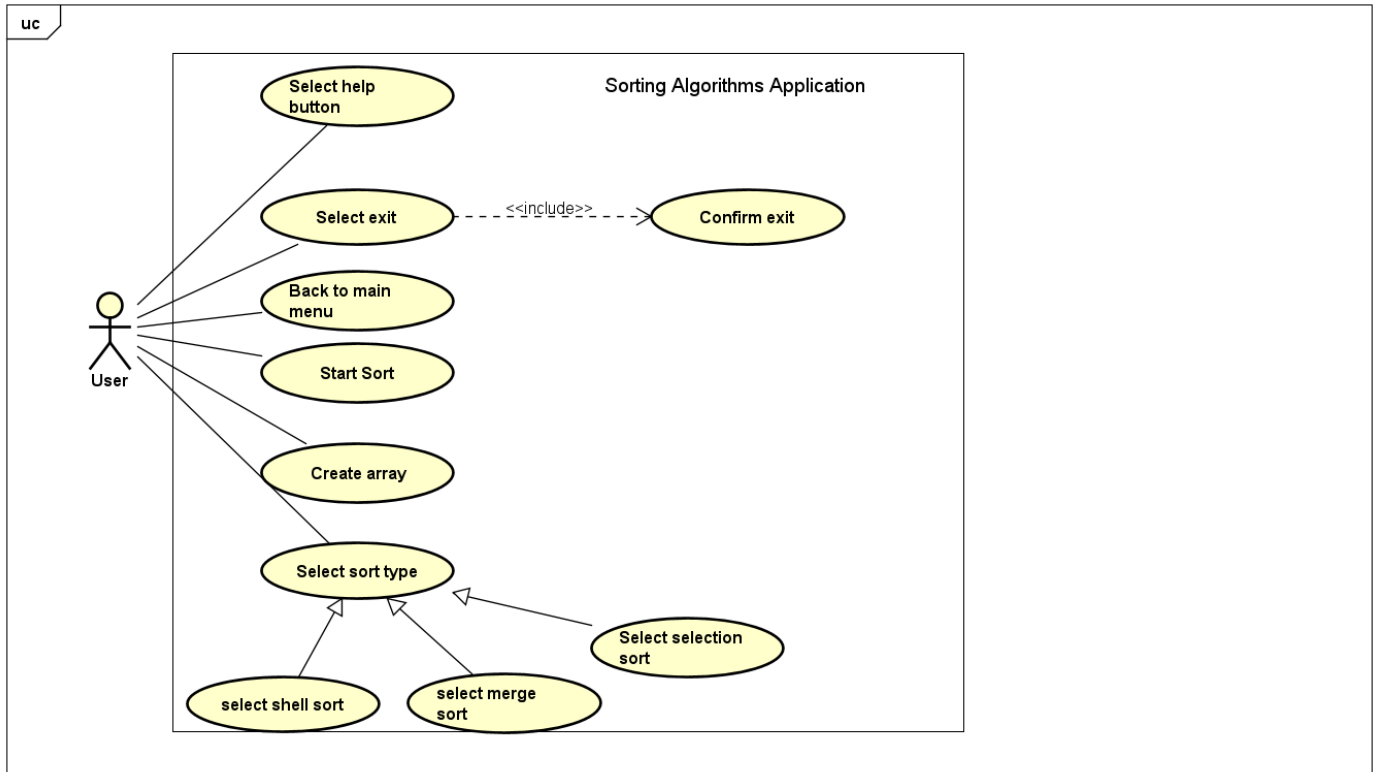 uc
Sorting Algorithms Application
Select help
button
Select exit
<<include>>
Confirm exit
Back to main
menu
Start Sort
User
Create array
Select sort type
Select selection
sort
select shell sort
select merge
sort